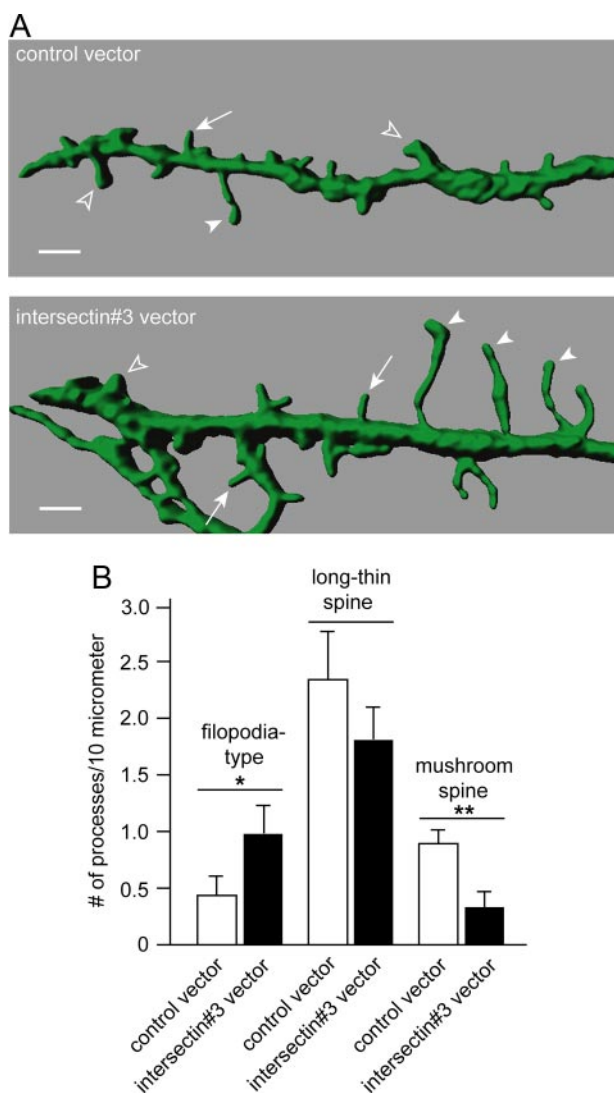 A
control vector
intersectin#3 vector
B
long-thin
spine
3.0
2.5
filopodia-
type
2.0
*
mushroom
spine
1.5
**
1.0
0.5
0
# of processes/10 micrometer
control vector
intersectin#3 vector
control vector
intersectin#3 vector
control vector
intersectin#3 vector